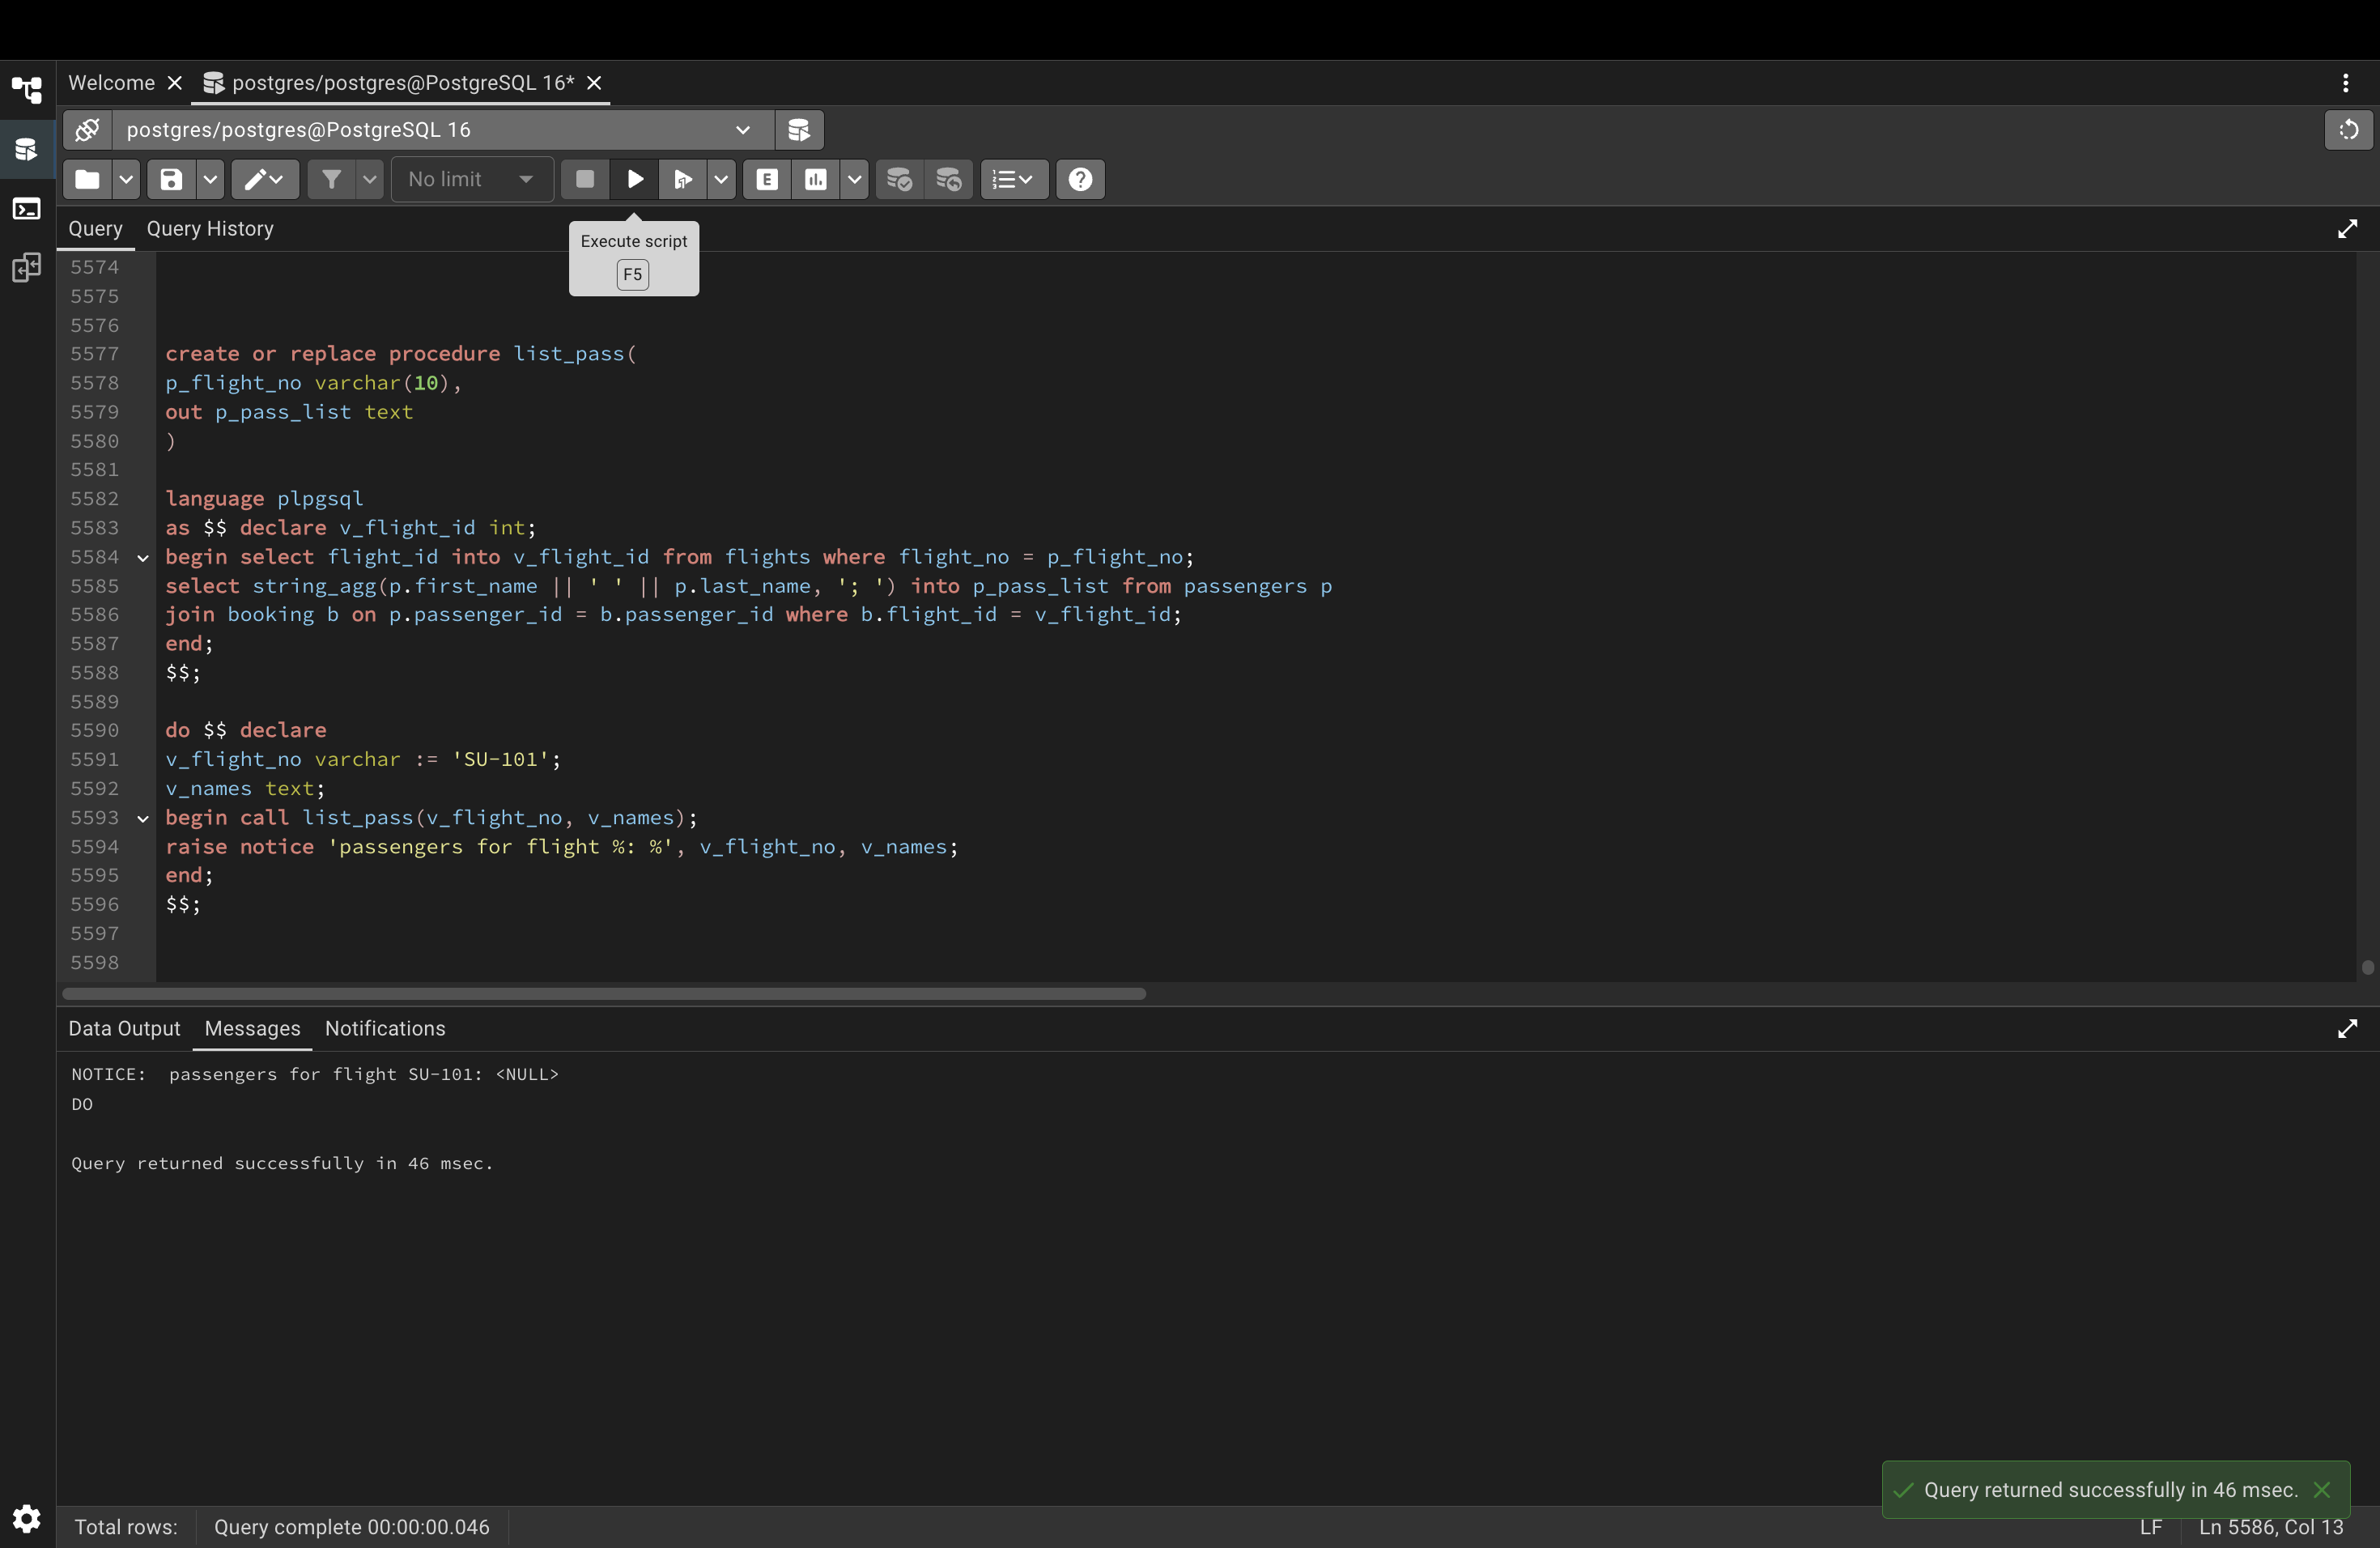 Welcome
postgres/postgres@PostgreSQL 16*
postgres/postgres@PostgreSQL 16
No limit
E
Query
Query History
Execute script
F5
5574
5575
5576
5577 create or replace procedure list_pass(
5578 p_flight_no varchar(10),
5579 out p_pass_list text
5580 )
5581
5582 language plpgsql
5583 as $$ declare v_flight_id int;
5584 begin select flight_id into v_flight_id from flights where flight_no = p_flight_no;
5585 select string_agg(p.first_name || ' ' || p.last_name, '; ') into p_pass_list from passengers p
5586 join booking b on p.passenger_id = b.passenger_id where b.flight_id = v_flight_id;
5587 end;
5588 $$;
5589
5590 do $$ declare
5591 v_flight_no varchar := 'SU-101';
5592 v_names text;
5593 begin call list_pass(v_flight_no, v_names);
5594 raise notice 'passengers for flight %: %', v_flight_no, v_names;
5595 end;
5596 $$;
5597
5598
Data Output
Messages
Notifications
NOTICE:  passengers for flight SU-101: <NULL>
DO
Query returned successfully in 46 msec.
Query returned successfully in 46 msec.
Total rows:
Query complete 00:00:00.046
LF
Ln 5586, Col 13